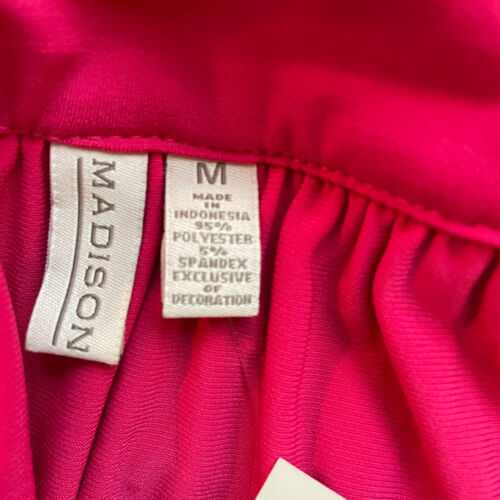 MADISON
M
MADE
IN
INDONESIA
95%
POLYESTER
5%
SPANDEX
EXCLUSIVE
OF
DECORATION